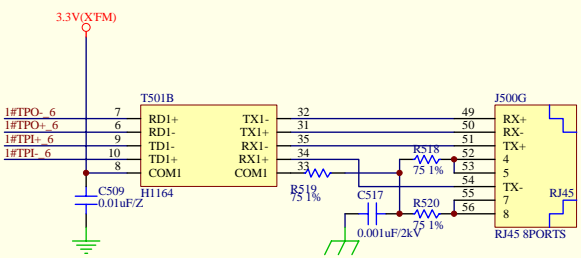 3.3V(X'FM)
T501B
J500G
1#TPO-_6 7 RD1+ TX1- 32 49 RX+
1#TPO+_6 6 RD1- TX1+ 31 50 RX-
1#TPI+_6 9 TD1- RX1- 35 51 TX+
1#TPI-_6 10 TD1+ RX1+ 34 R518 52 4
8 COM1 COM1 33 75 1% 53 5
H1164
R519
75 1%
54 TX-
C509
0.01uF/Z
C517
0.001uF/2kV
R520
75 1%
55 7
56 8
RJ45
RJ45 8PORTS